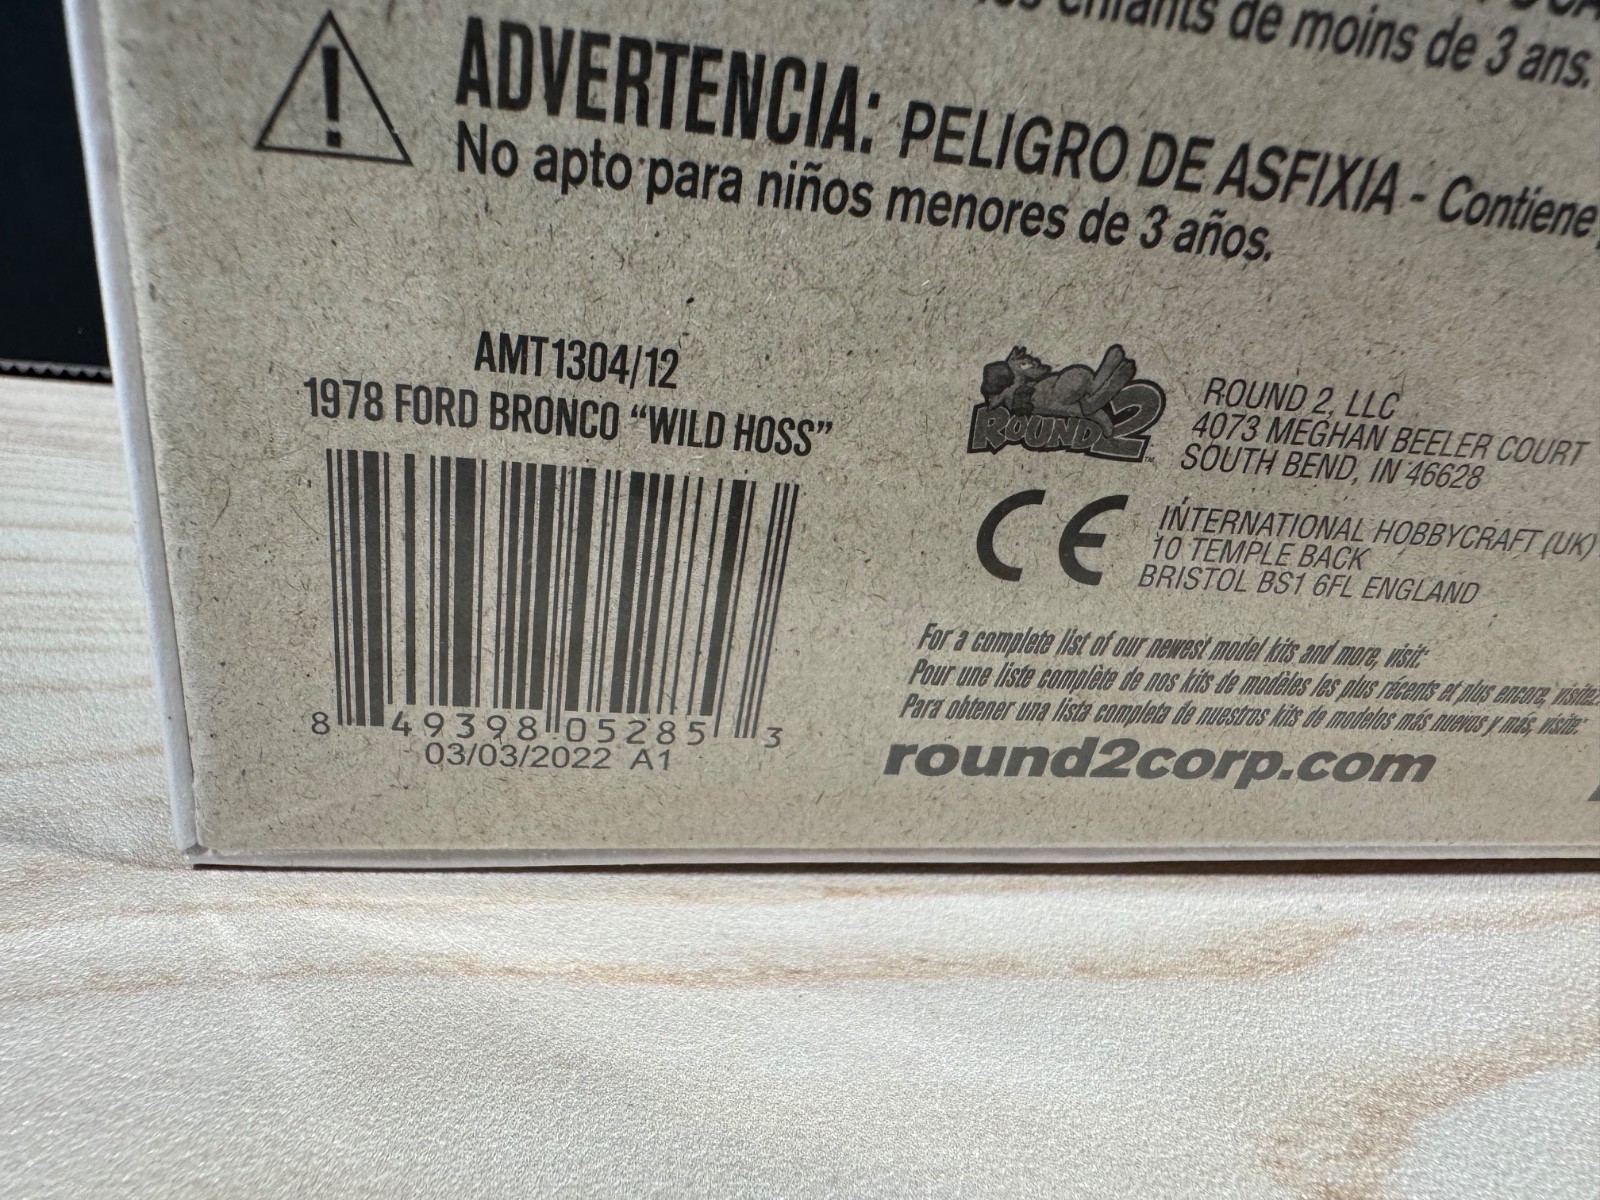 enfants de moins de 3 ans.
ADVERTENCIA: PELIGRO DE ASFIXIA - Contiene
No apto para niños menores de 3 años.
AMT1304/12
1978 FORD BRONCO “WILD HOSS”
8 49398 05285 3
03/03/2022 A1
ROUND 2
TM
ROUND 2, LLC
4073 MEGHAN BEELER COURT
SOUTH BEND, IN 46628
CE
INTERNATIONAL HOBBYCRAFT (UK)
10 TEMPLE BACK
BRISTOL BS1 6FL ENGLAND
For a complete list of our newest model kits and more, visit:
Pour une liste complète de nos kits de modèles les plus récents et plus encore, visitez:
Para obtener una lista completa de nuestros kits de modelos más nuevos y más, visite:
round2corp.com